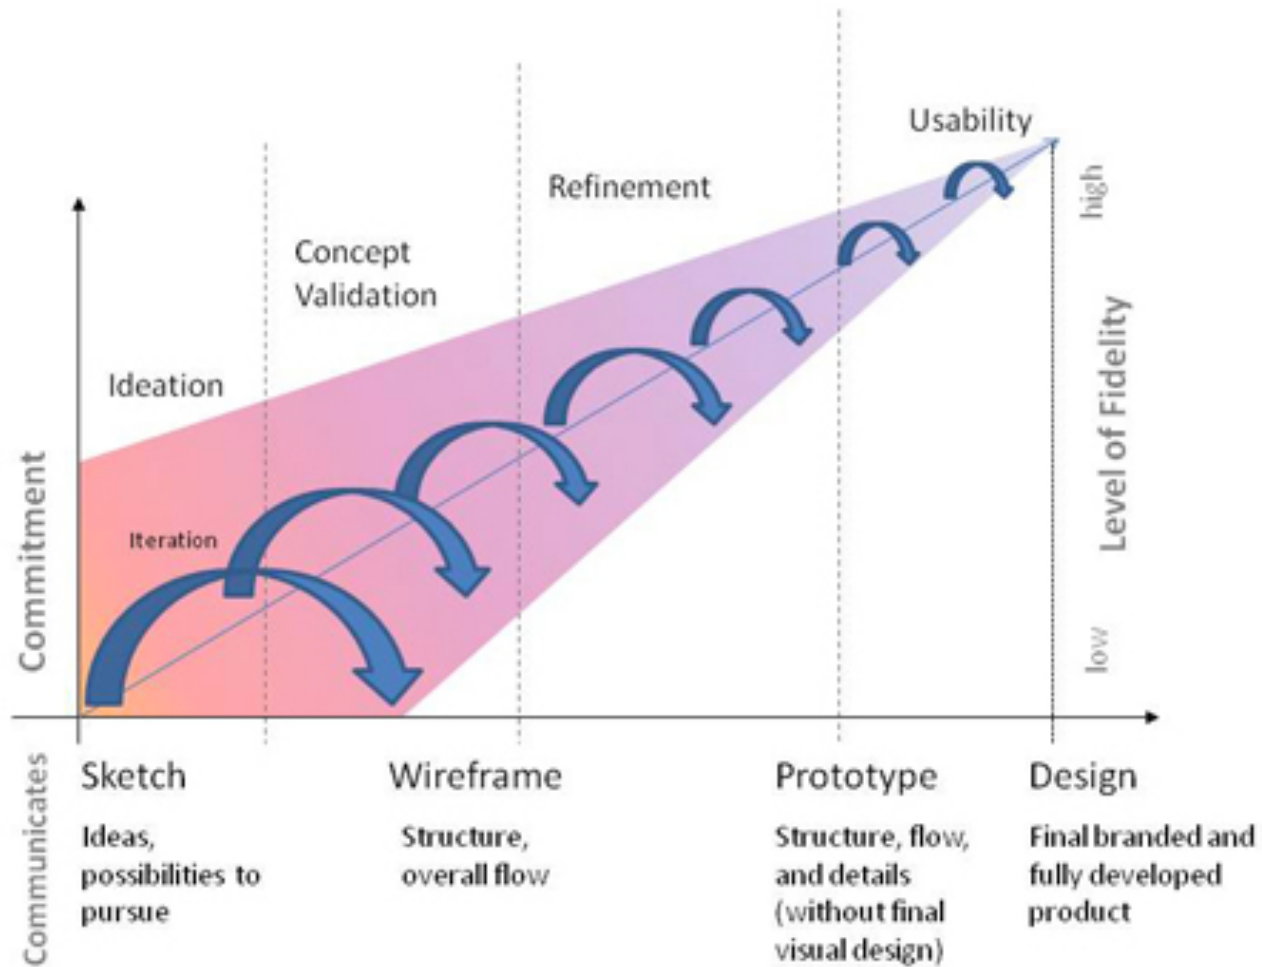 Usability
high
Refinement
Concept
Validation
Ideation
Level of Fidelity
Commitment
Iteration
low
Communicates
Sketch
Ideas,
possibilities to
pursue
Wireframe
Structure,
overall flow
Prototype
Structure, flow,
and details
(without final
visual design)
Design
Final branded and
fully developed
product